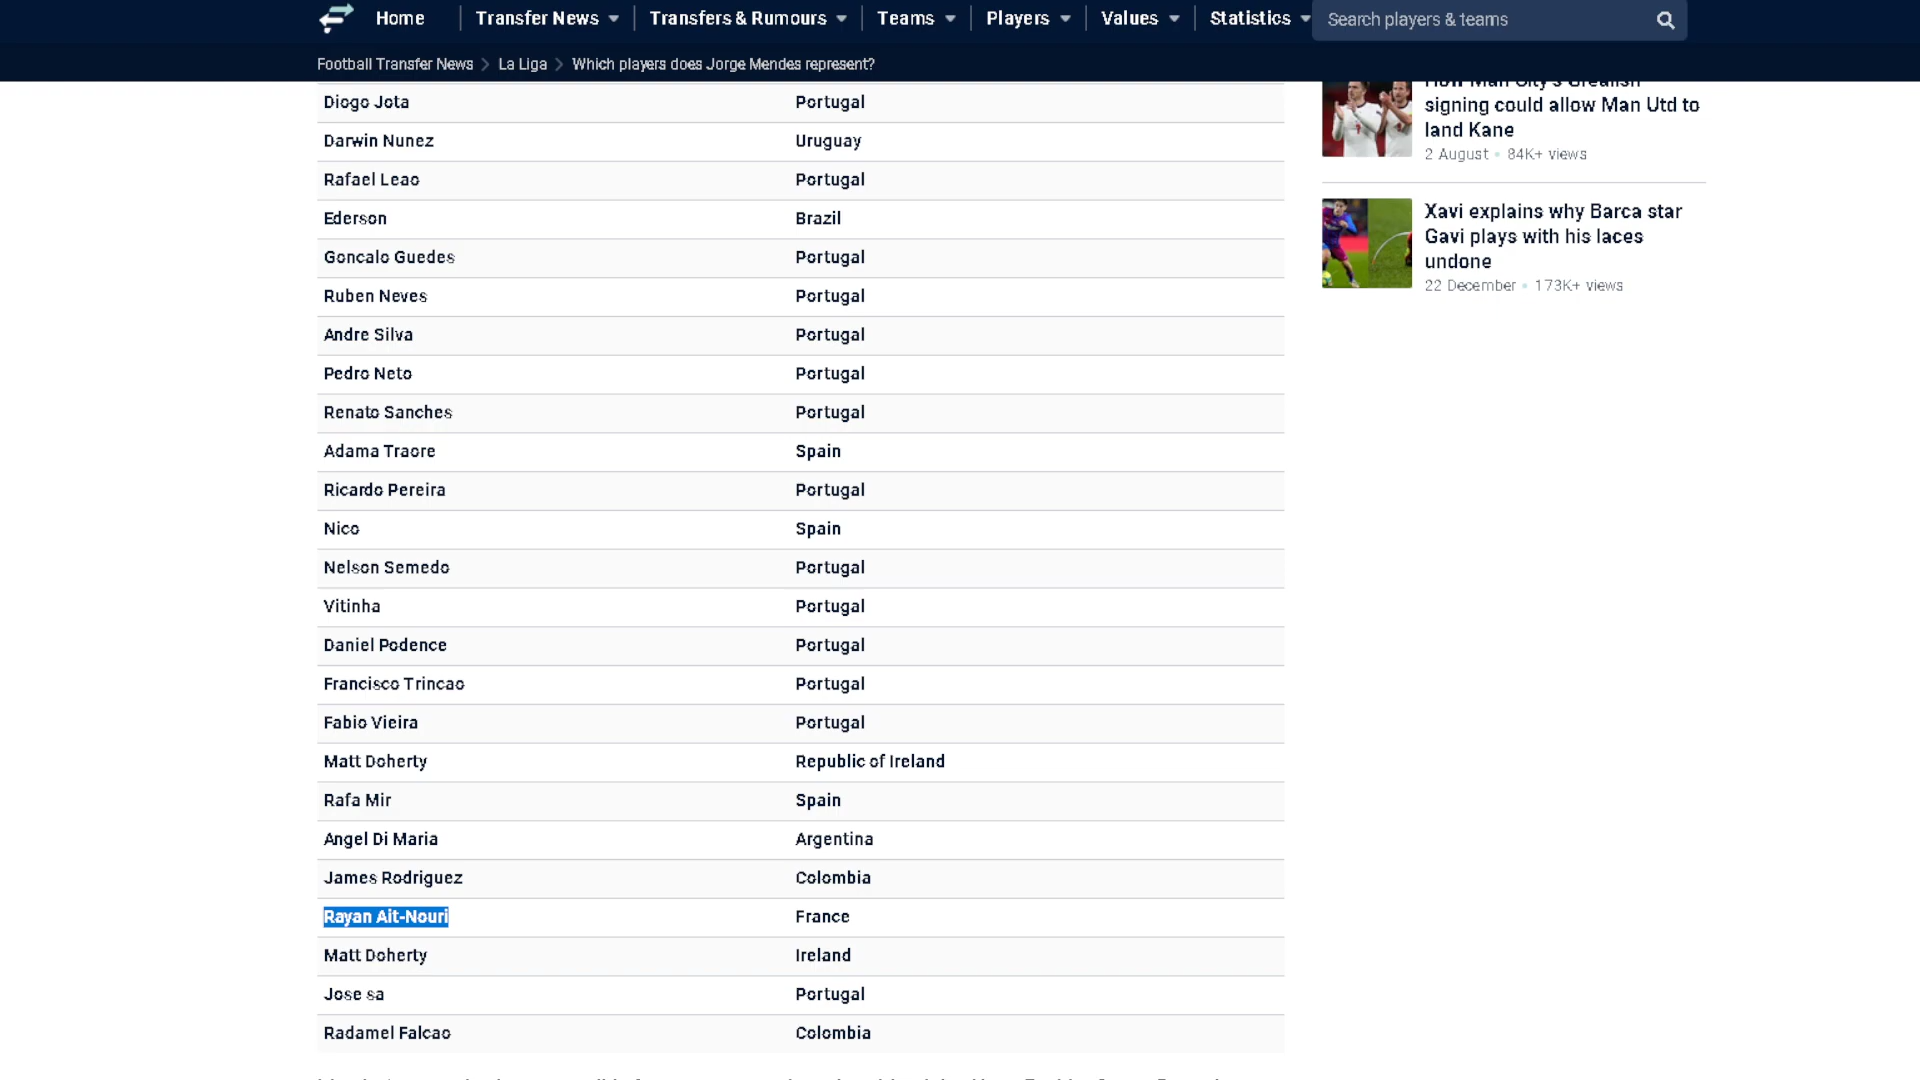 Home
Transfer News
Transfers & Rumours
Teams
Players
Values
Statistics
Search players & teams
Football Transfer News
La Liga
Which players does Jorge Mendes represent?
Diogo Jota Portugal
Darwin Nunez Uruguay
Rafael Leao Portugal
Ederson Brazil
Goncalo Guedes Portugal
Ruben Neves Portugal
Andre Silva Portugal
Pedro Neto Portugal
Renato Sanches Portugal
Adama Traore Spain
Ricardo Pereira Portugal
Nico Spain
Nelson Semedo Portugal
Vitinha Portugal
Daniel Podence Portugal
Francisco Trincao Portugal
Fabio Vieira Portugal
Matt Doherty Republic of Ireland
Rafa Mir Spain
Angel Di Maria Argentina
James Rodriguez Colombia
Rayan Ait-Nouri France
Matt Doherty Ireland
Jose sa Portugal
Radamel Falcao Colombia
How Man City's Grealish
signing could allow Man Utd to
land Kane
2 August • 84K+ views
Xavi explains why Barca star
Gavi plays with his laces
undone
22 December • 173K+ views